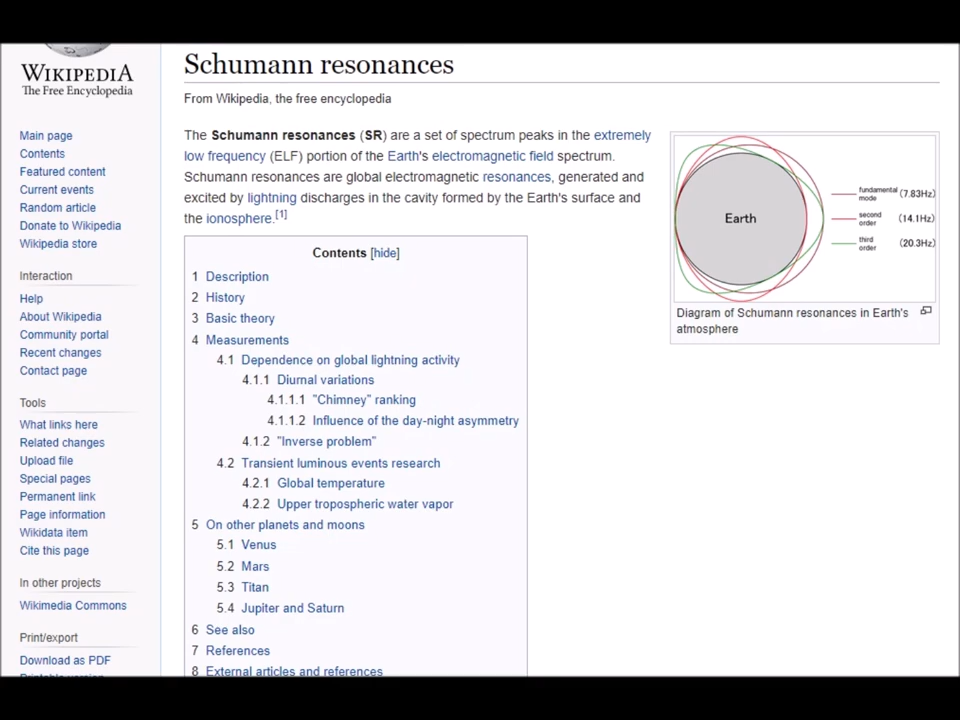 WIKIPEDIA
The Free Encyclopedia
Main page
Contents
Featured content
Current events
Random article
Donate to Wikipedia
Wikipedia store
Interaction
Help
About Wikipedia
Community portal
Recent changes
Contact page
Tools
What links here
Related changes
Upload file
Special pages
Permanent link
Page information
Wikidata item
Cite this page
In other projects
Wikimedia Commons
Print/export
Download as PDF
Printable version
Schumann resonances
From Wikipedia, the free encyclopedia
The Schumann resonances (SR) are a set of spectrum peaks in the extremely
low frequency (ELF) portion of the Earth's electromagnetic field spectrum.
Schumann resonances are global electromagnetic resonances, generated and
excited by lightning discharges in the cavity formed by the Earth's surface and
the ionosphere.[1]
Contents [hide]
1 Description
2 History
3 Basic theory
4 Measurements
4.1 Dependence on global lightning activity
4.1.1 Diurnal variations
4.1.1.1 "Chimney" ranking
4.1.1.2 Influence of the day-night asymmetry
4.1.2 "Inverse problem"
4.2 Transient luminous events research
4.2.1 Global temperature
4.2.2 Upper tropospheric water vapor
5 On other planets and moons
5.1 Venus
5.2 Mars
5.3 Titan
5.4 Jupiter and Saturn
6 See also
7 References
8 External articles and references
Earth
fundamental mode (7.83Hz)
second order (14.1Hz)
third order (20.3Hz)
Diagram of Schumann resonances in Earth's
atmosphere